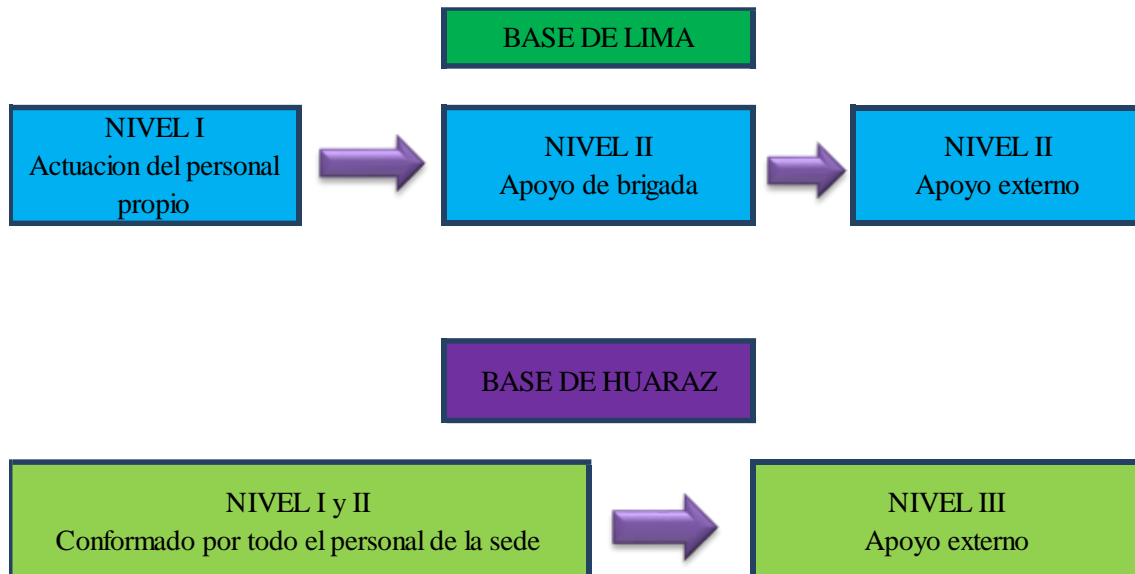 BASE DE LIMA
NIVEL I
Actuacion del personal
propio
NIVEL II
Apoyo de brigada
NIVEL II
Apoyo externo
BASE DE HUARAZ
NIVEL I y II
Conformado por todo el personal de la sede
NIVEL III
Apoyo externo